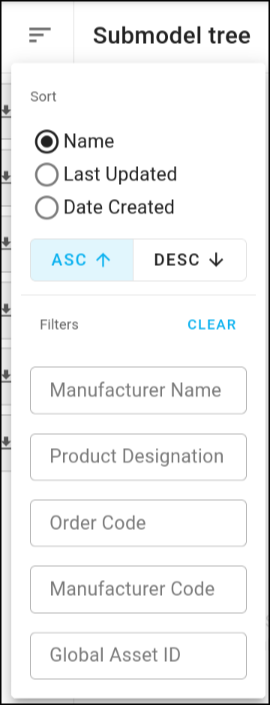 Submodel tree
Sort
Name
Last Updated
Date Created
ASC ↑ DESC ↓
Filters CLEAR
Manufacturer Name
Product Designation
Order Code
Manufacturer Code
Global Asset ID